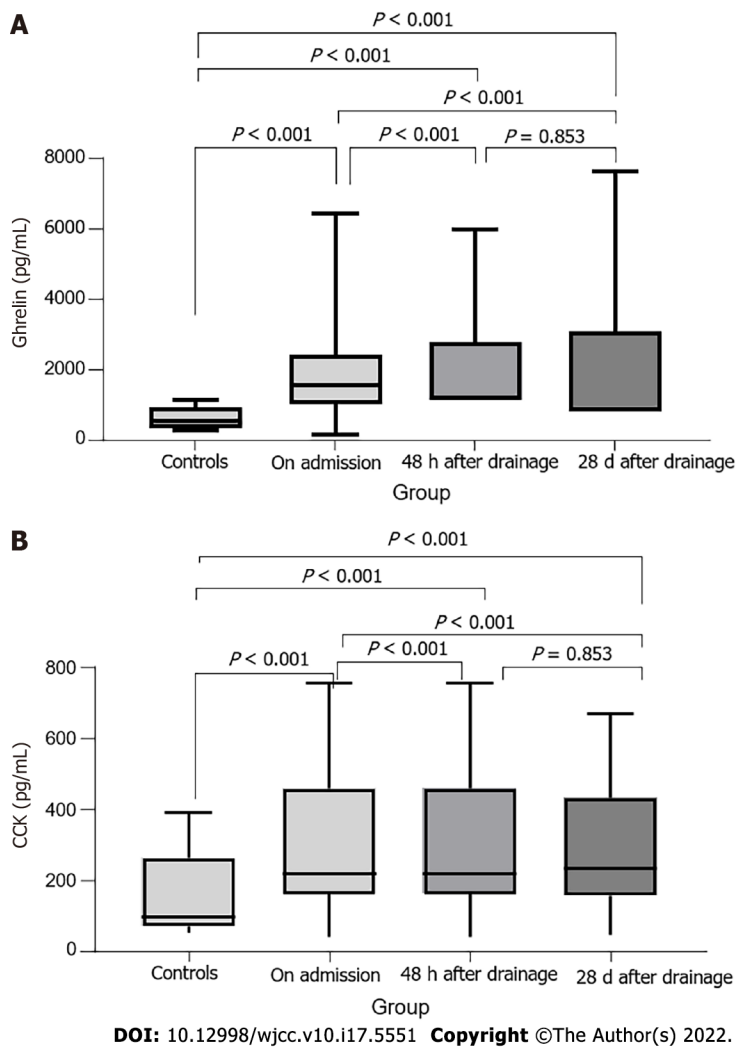 A
P < 0.001
P < 0.001
P < 0.001
P < 0.001 P < 0.001 P = 0.853
8000
6000
4000
2000
0
Ghrelin (pg/mL)
Controls On admission 48 h after drainage 28 d after drainage
Group
B
P < 0.001
P < 0.001
P < 0.001
P < 0.001 P < 0.001 P = 0.853
800
600
400
200
0
CCK (pg/mL)
Controls On admission 48 h after drainage 28 d after drainage
Group
DOI: 10.12998/wjcc.v10.i17.5551 Copyright ©The Author(s) 2022.